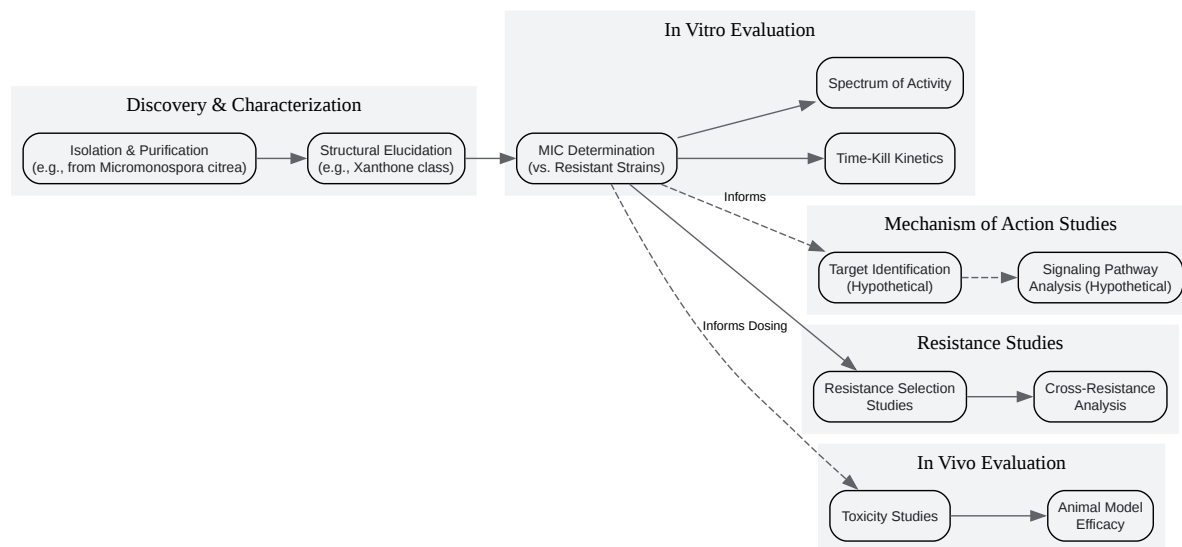 Discovery & Characterization
Isolation & Purification
(e.g., from Micromonospora citrea)
Structural Elucidation
(e.g., Xanthone class)
In Vitro Evaluation
MIC Determination
(vs. Resistant Strains)
Spectrum of Activity
Time-Kill Kinetics
Informs
Mechanism of Action Studies
Target Identification
(Hypothetical)
Signaling Pathway
Analysis (Hypothetical)
Informs Dosing
Resistance Studies
Resistance Selection
Studies
Cross-Resistance
Analysis
In Vivo Evaluation
Toxicity Studies
Animal Model
Efficacy